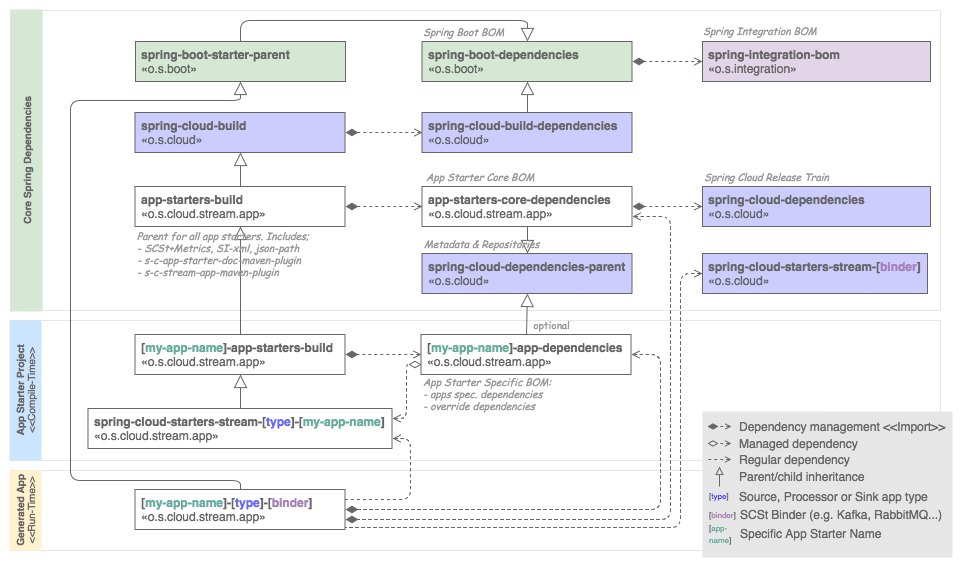 Core Spring Dependencies
Spring Boot BOM
Spring Integration BOM
spring-boot-starter-parent
«o.s.boot»
spring-boot-dependencies
«o.s.boot»
spring-integration-bom
«o.s.integration»
spring-cloud-build
«o.s.cloud»
spring-cloud-build-dependencies
«o.s.cloud»
App Starter Core BOM
Spring Cloud Release Train
app-starters-build
«o.s.cloud.stream.app»
app-starters-core-dependencies
«o.s.cloud.stream.app»
spring-cloud-dependencies
«o.s.cloud»
Parent for all app starters. Includes;
- SCSt+Metrics, SI-xml, json-path
- s-c-app-starter-doc-maven-plugin
- s-c-stream-app-maven-plugin
Metadata & Repositories
spring-cloud-dependencies-parent
«o.s.cloud»
spring-cloud-starters-stream-[binder]
«o.s.cloud»
optional
App Starter Project
<<Compile-Time>>
[my-app-name]-app-starters-build
«o.s.cloud.stream.app»
[my-app-name]-app-dependencies
«o.s.cloud.stream.app»
App Starter Specific BOM:
- apps spec. dependencies
- override dependencies
spring-cloud-starters-stream-[type]-[my-app-name]
«o.s.cloud.stream.app»
Generated App
<<Run-Time>>
[my-app-name]-[type]-[binder]
«o.s.cloud.stream.app»
Dependency management <<Import>>
Managed dependency
Regular dependency
Parent/child inheritance
[type] Source, Processor or Sink app type
[binder] SCSt Binder (e.g. Kafka, RabbitMQ...)
[app-
name] Specific App Starter Name